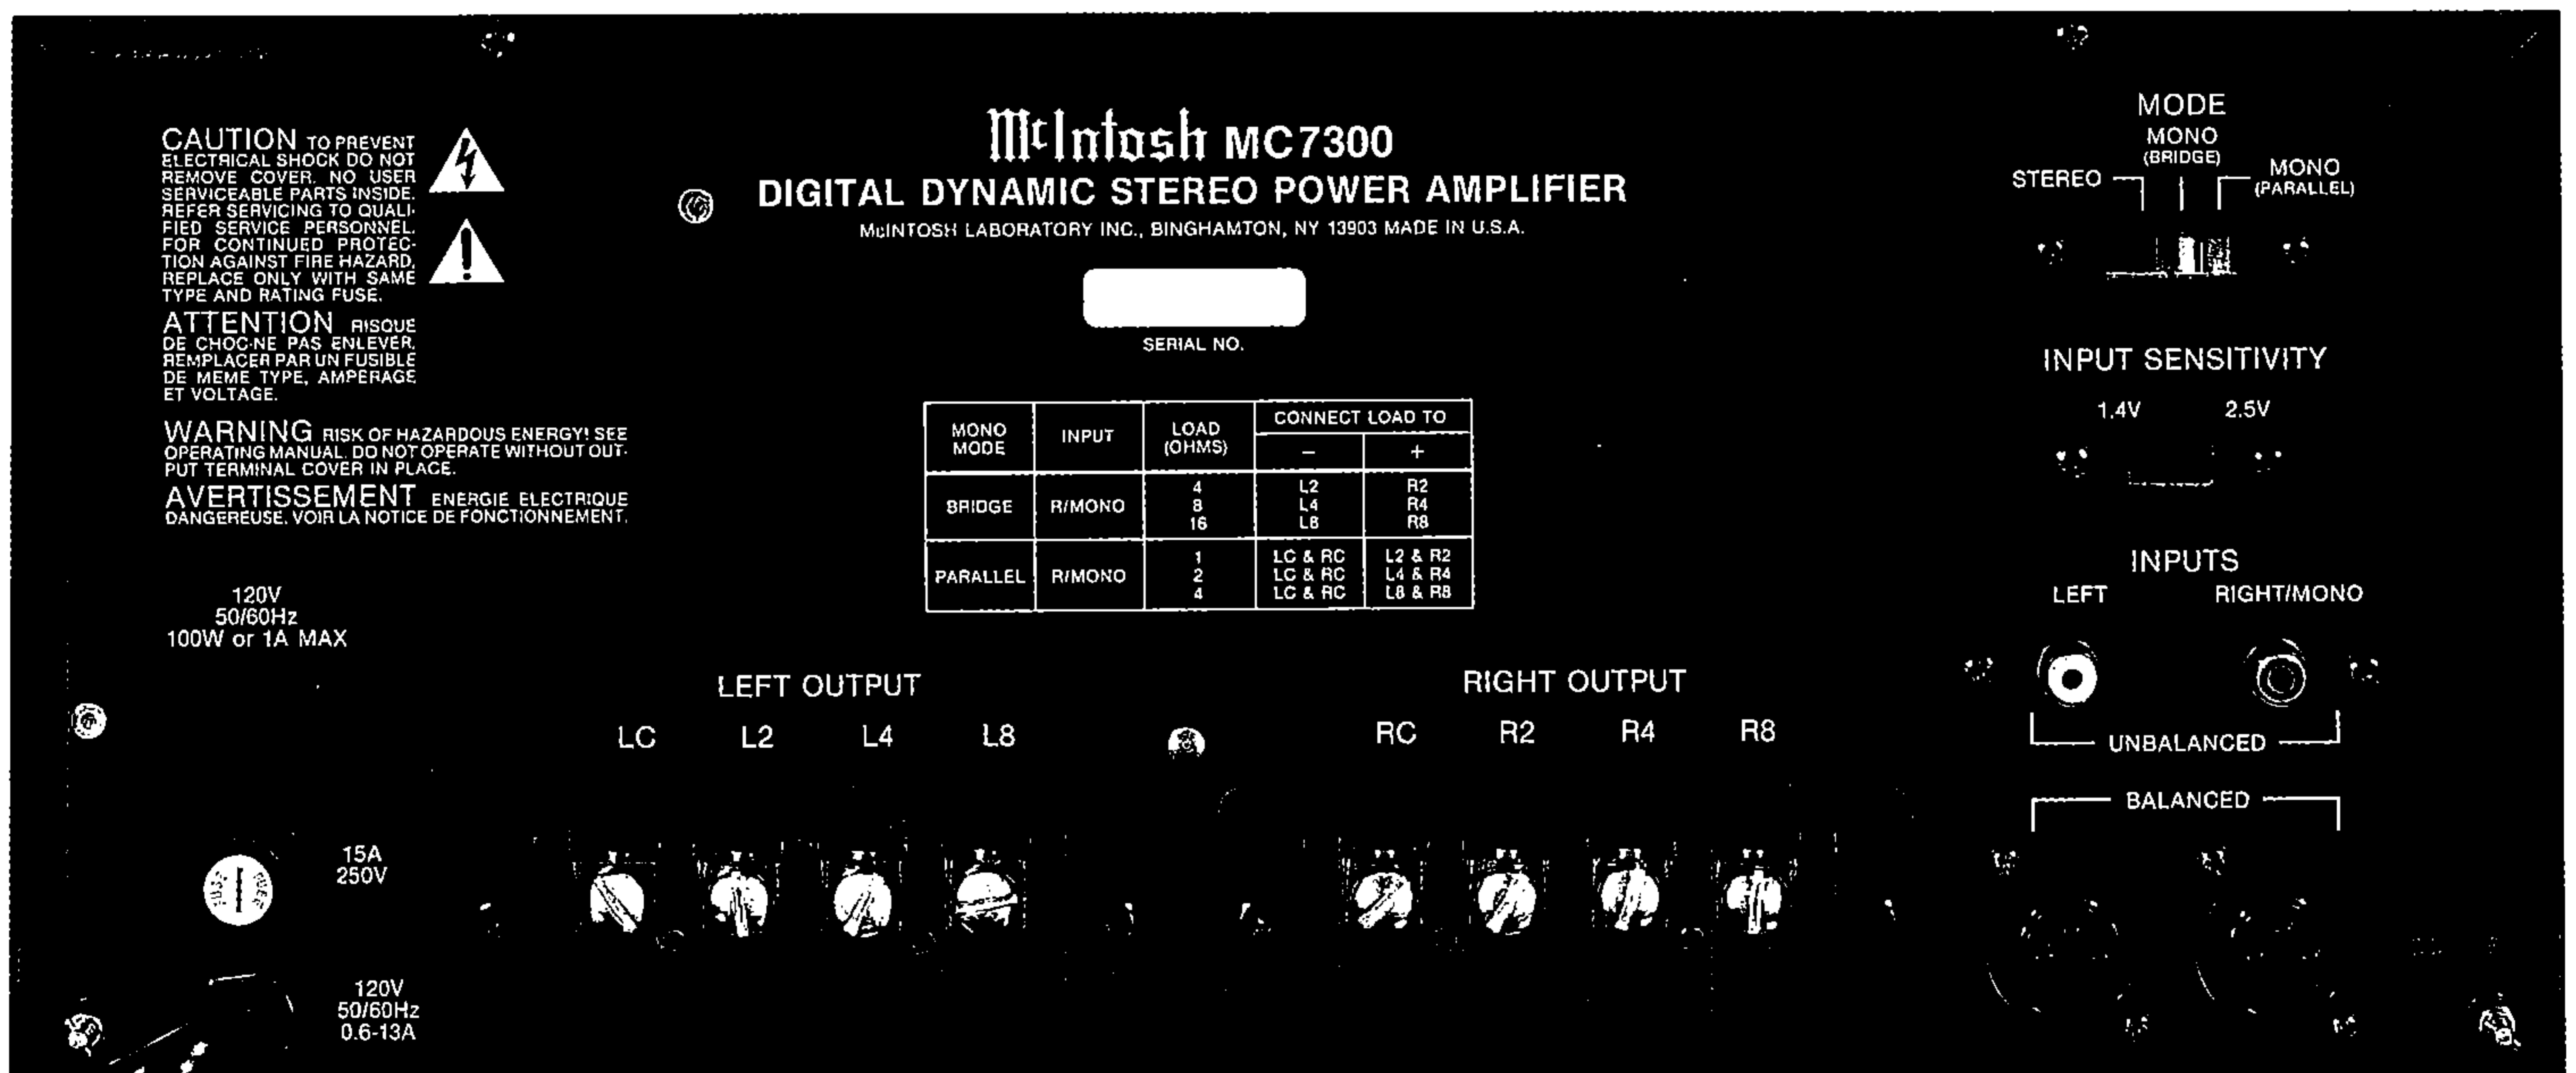 CAUTION TO PREVENT
ELECTRICAL SHOCK DO NOT
REMOVE COVER. NO USER
SERVICEABLE PARTS INSIDE.
REFER SERVICING TO QUALI-
FIED SERVICE PERSONNEL.
FOR CONTINUED PROTEC-
TION AGAINST FIRE HAZARD,
REPLACE ONLY WITH SAME
TYPE AND RATING FUSE.
ATTENTION RISQUE
DE CHOC-NE PAS ENLEVER.
REMPLACER PAR UN FUSIBLE
DE MEME TYPE, AMPERAGE
ET VOLTAGE.
WARNING RISK OF HAZARDOUS ENERGY! SEE
OPERATING MANUAL. DO NOT OPERATE WITHOUT OUT-
PUT TERMINAL COVER IN PLACE.
AVERTISSEMENT ENERGIE ELECTRIQUE
DANGEREUSE. VOIR LA NOTICE DE FONCTIONNEMENT.
120V
50/60Hz
100W or 1A MAX
McIntosh MC7300
DIGITAL DYNAMIC STEREO POWER AMPLIFIER
McINTOSH LABORATORY INC., BINGHAMTON, NY 13903 MADE IN U.S.A.
SERIAL NO.
MONO MODE INPUT LOAD (OHMS) CONNECT LOAD TO
− +
BRIDGE R/MONO
4 L2 R2
8 L4 R4
16 L8 R8
PARALLEL R/MONO
1 LC & RC L2 & R2
2 LC & RC L4 & R4
4 LC & RC L8 & R8
MODE
MONO
(BRIDGE)
STEREO
MONO
(PARALLEL)
INPUT SENSITIVITY
1.4V 2.5V
INPUTS
LEFT RIGHT/MONO
UNBALANCED
BALANCED
LEFT OUTPUT
LC L2 L4 L8
RIGHT OUTPUT
RC R2 R4 R8
FUSE FUSE
15A
250V
120V
50/60Hz
0.6-13A